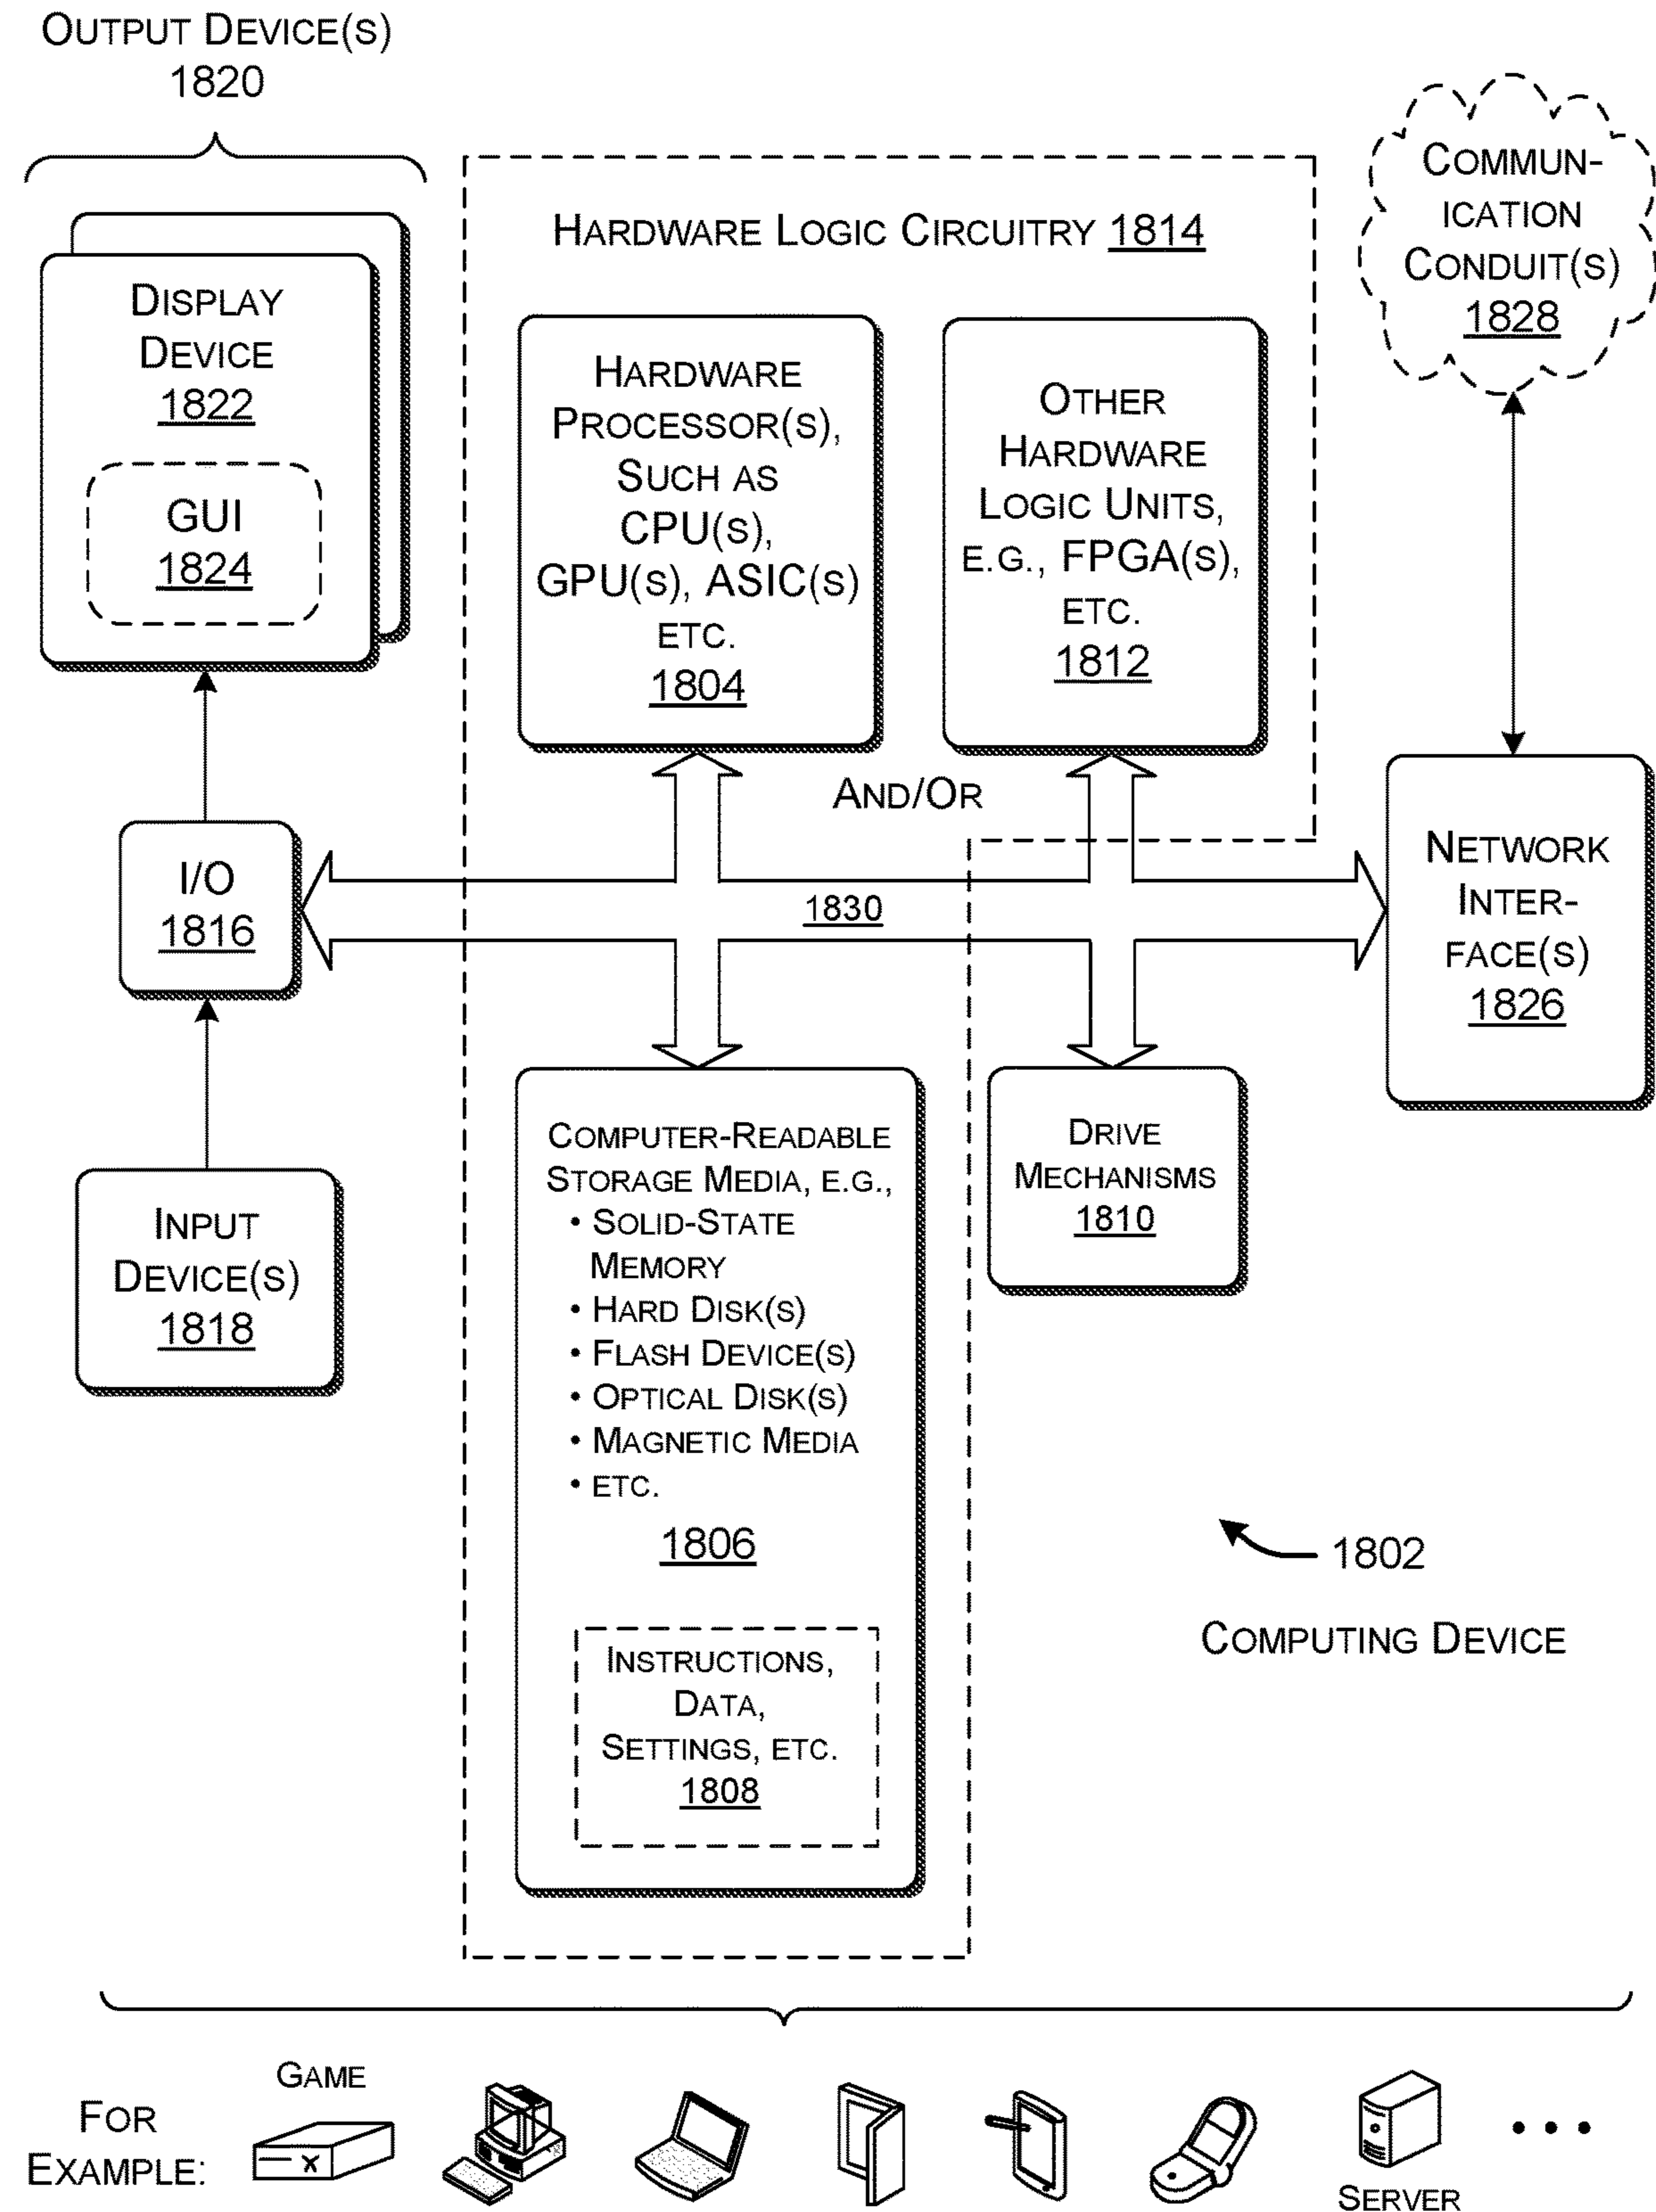 OUTPUT DEVICE(S)
1820
DISPLAY
DEVICE
1822
GUI
1824
I/O
1816
INPUT
DEVICE(S)
1818
HARDWARE LOGIC CIRCUITRY 1814
HARDWARE
PROCESSOR(S),
SUCH AS
CPU(S),
GPU(S), ASIC(S)
ETC.
1804
OTHER
HARDWARE
LOGIC UNITS,
E.G., FPGA(S),
ETC.
1812
AND/OR
1830
COMPUTER-READABLE
STORAGE MEDIA, E.G.,
• SOLID-STATE
MEMORY
• HARD DISK(S)
• FLASH DEVICE(S)
• OPTICAL DISK(S)
• MAGNETIC MEDIA
• ETC.
1806
INSTRUCTIONS,
DATA,
SETTINGS, ETC.
1808
DRIVE
MECHANISMS
1810
COMMUN-
ICATION
CONDUIT(S)
1828
NETWORK
INTER-
FACE(S)
1826
1802
COMPUTING DEVICE
FOR
EXAMPLE:
GAME
X
SERVER
• • •